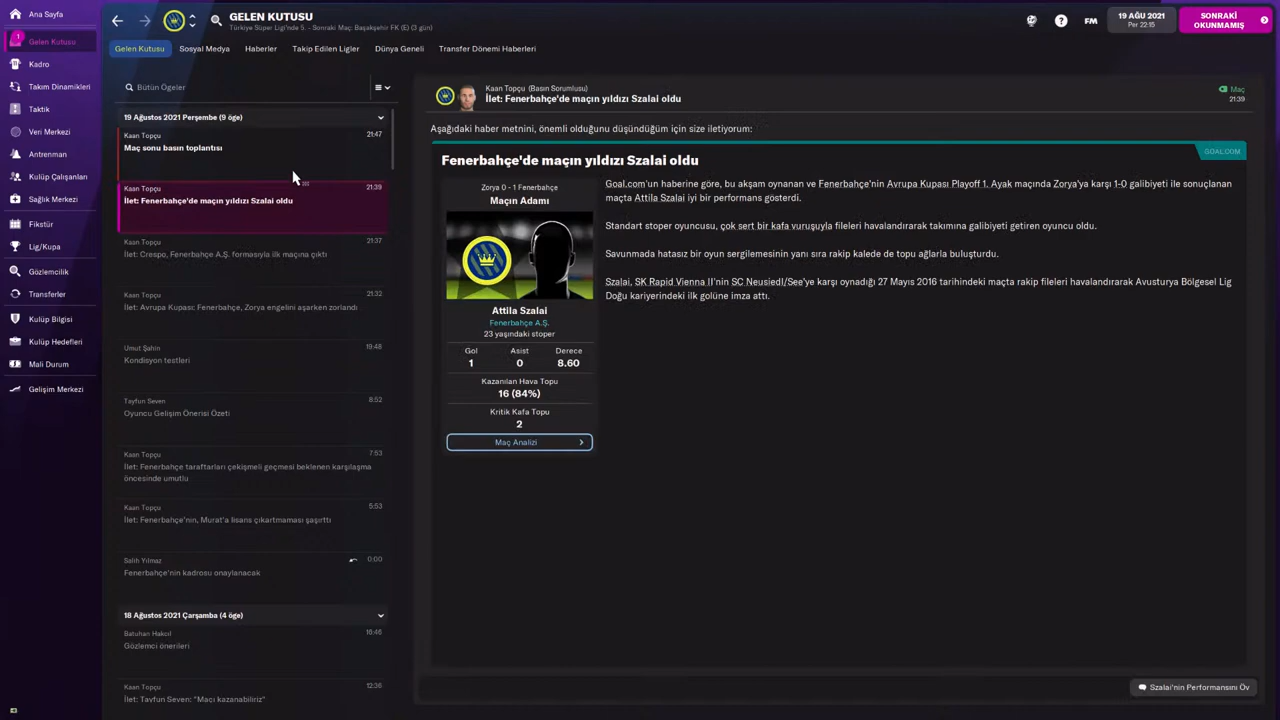 Ana Sayfa
1
Gelen Kutusu
Kadro
Takım Dinamikleri
Taktik
Veri Merkezi
Antrenman
Kulüp Çalışanları
Sağlık Merkezi
Fikstür
Lig/Kupa
Gözlemcilik
Transferler
Kulüp Bilgisi
Kulüp Hedefleri
Mali Durum
Gelişim Merkezi
GELEN KUTUSU
Türkiye Süper Ligi'nde 5. - Sonraki Maç: Başakşehir FK (E) (3 gün)
FM
19 AĞU 2021
Per 22:15
SONRAKİ
OKUNMAMIŞ
Gelen Kutusu
Sosyal Medya
Haberler
Takip Edilen Ligler
Dünya Geneli
Transfer Dönemi Haberleri
Bütün Ögeler
19 Ağustos 2021 Perşembe (9 öge)
Kaan Topçu 21:47
Maç sonu basın toplantısı
Kaan Topçu 21:39
İlet: Fenerbahçe'de maçın yıldızı Szalai oldu
Kaan Topçu 21:37
İlet: Crespo, Fenerbahçe A.Ş. formasıyla ilk maçına çıktı
Kaan Topçu 21:32
İlet: Avrupa Kupası: Fenerbahçe, Zorya engelini aşarken zorlandı
Umut Şahin 19:48
Kondisyon testleri
Tayfun Seven 8:52
Oyuncu Gelişim Önerisi Özeti
Kaan Topçu 7:53
İlet: Fenerbahçe taraftarları çekişmeli geçmesi beklenen karşılaşma
öncesinde umutlu
Kaan Topçu 5:53
İlet: Fenerbahçe'nin, Murat'a lisans çıkartmaması şaşırttı
Salih Yılmaz 0:00
Fenerbahçe'nin kadrosu onaylanacak
18 Ağustos 2021 Çarşamba (4 öge)
Batuhan Hakcıl 16:46
Gözlemci önerileri
Kaan Topçu 12:36
İlet: Tayfun Seven: "Maçı kazanabiliriz"
Kaan Topçu (Basın Sorumlusu)
İlet: Fenerbahçe'de maçın yıldızı Szalai oldu
Maç
21:39
Aşağıdaki haber metnini, önemli olduğunu düşündüğüm için size iletiyorum:
GOAL.COM
Fenerbahçe'de maçın yıldızı Szalai oldu
Zorya 0 - 1 Fenerbahçe
Maçın Adamı
Attila Szalai
Fenerbahçe A.Ş.
23 yaşındaki stoper
Gol Asist Derece
1 0 8.60
Kazanılan Hava Topu
16 (84%)
Kritik Kafa Topu
2
Maç Analizi
Goal.com'un haberine göre, bu akşam oynanan ve Fenerbahçe'nin Avrupa Kupası Playoff 1. Ayak maçında Zorya'ya karşı 1-0 galibiyeti ile sonuçlanan
maçta Attila Szalai iyi bir performans gösterdi.
Standart stoper oyuncusu, çok sert bir kafa vuruşuyla fileleri havalandırarak takımına galibiyeti getiren oyuncu oldu.
Savunmada hatasız bir oyun sergilemesinin yanı sıra rakip kalede de topu ağlarla buluşturdu.
Szalai, SK Rapid Vienna II'nin SC Neusiedl/See'ye karşı oynadığı 27 Mayıs 2016 tarihindeki maçta rakip fileleri havalandırarak Avusturya Bölgesel Lig
Doğu kariyerindeki ilk golüne imza attı.
Szalai'nin Performansını Öv